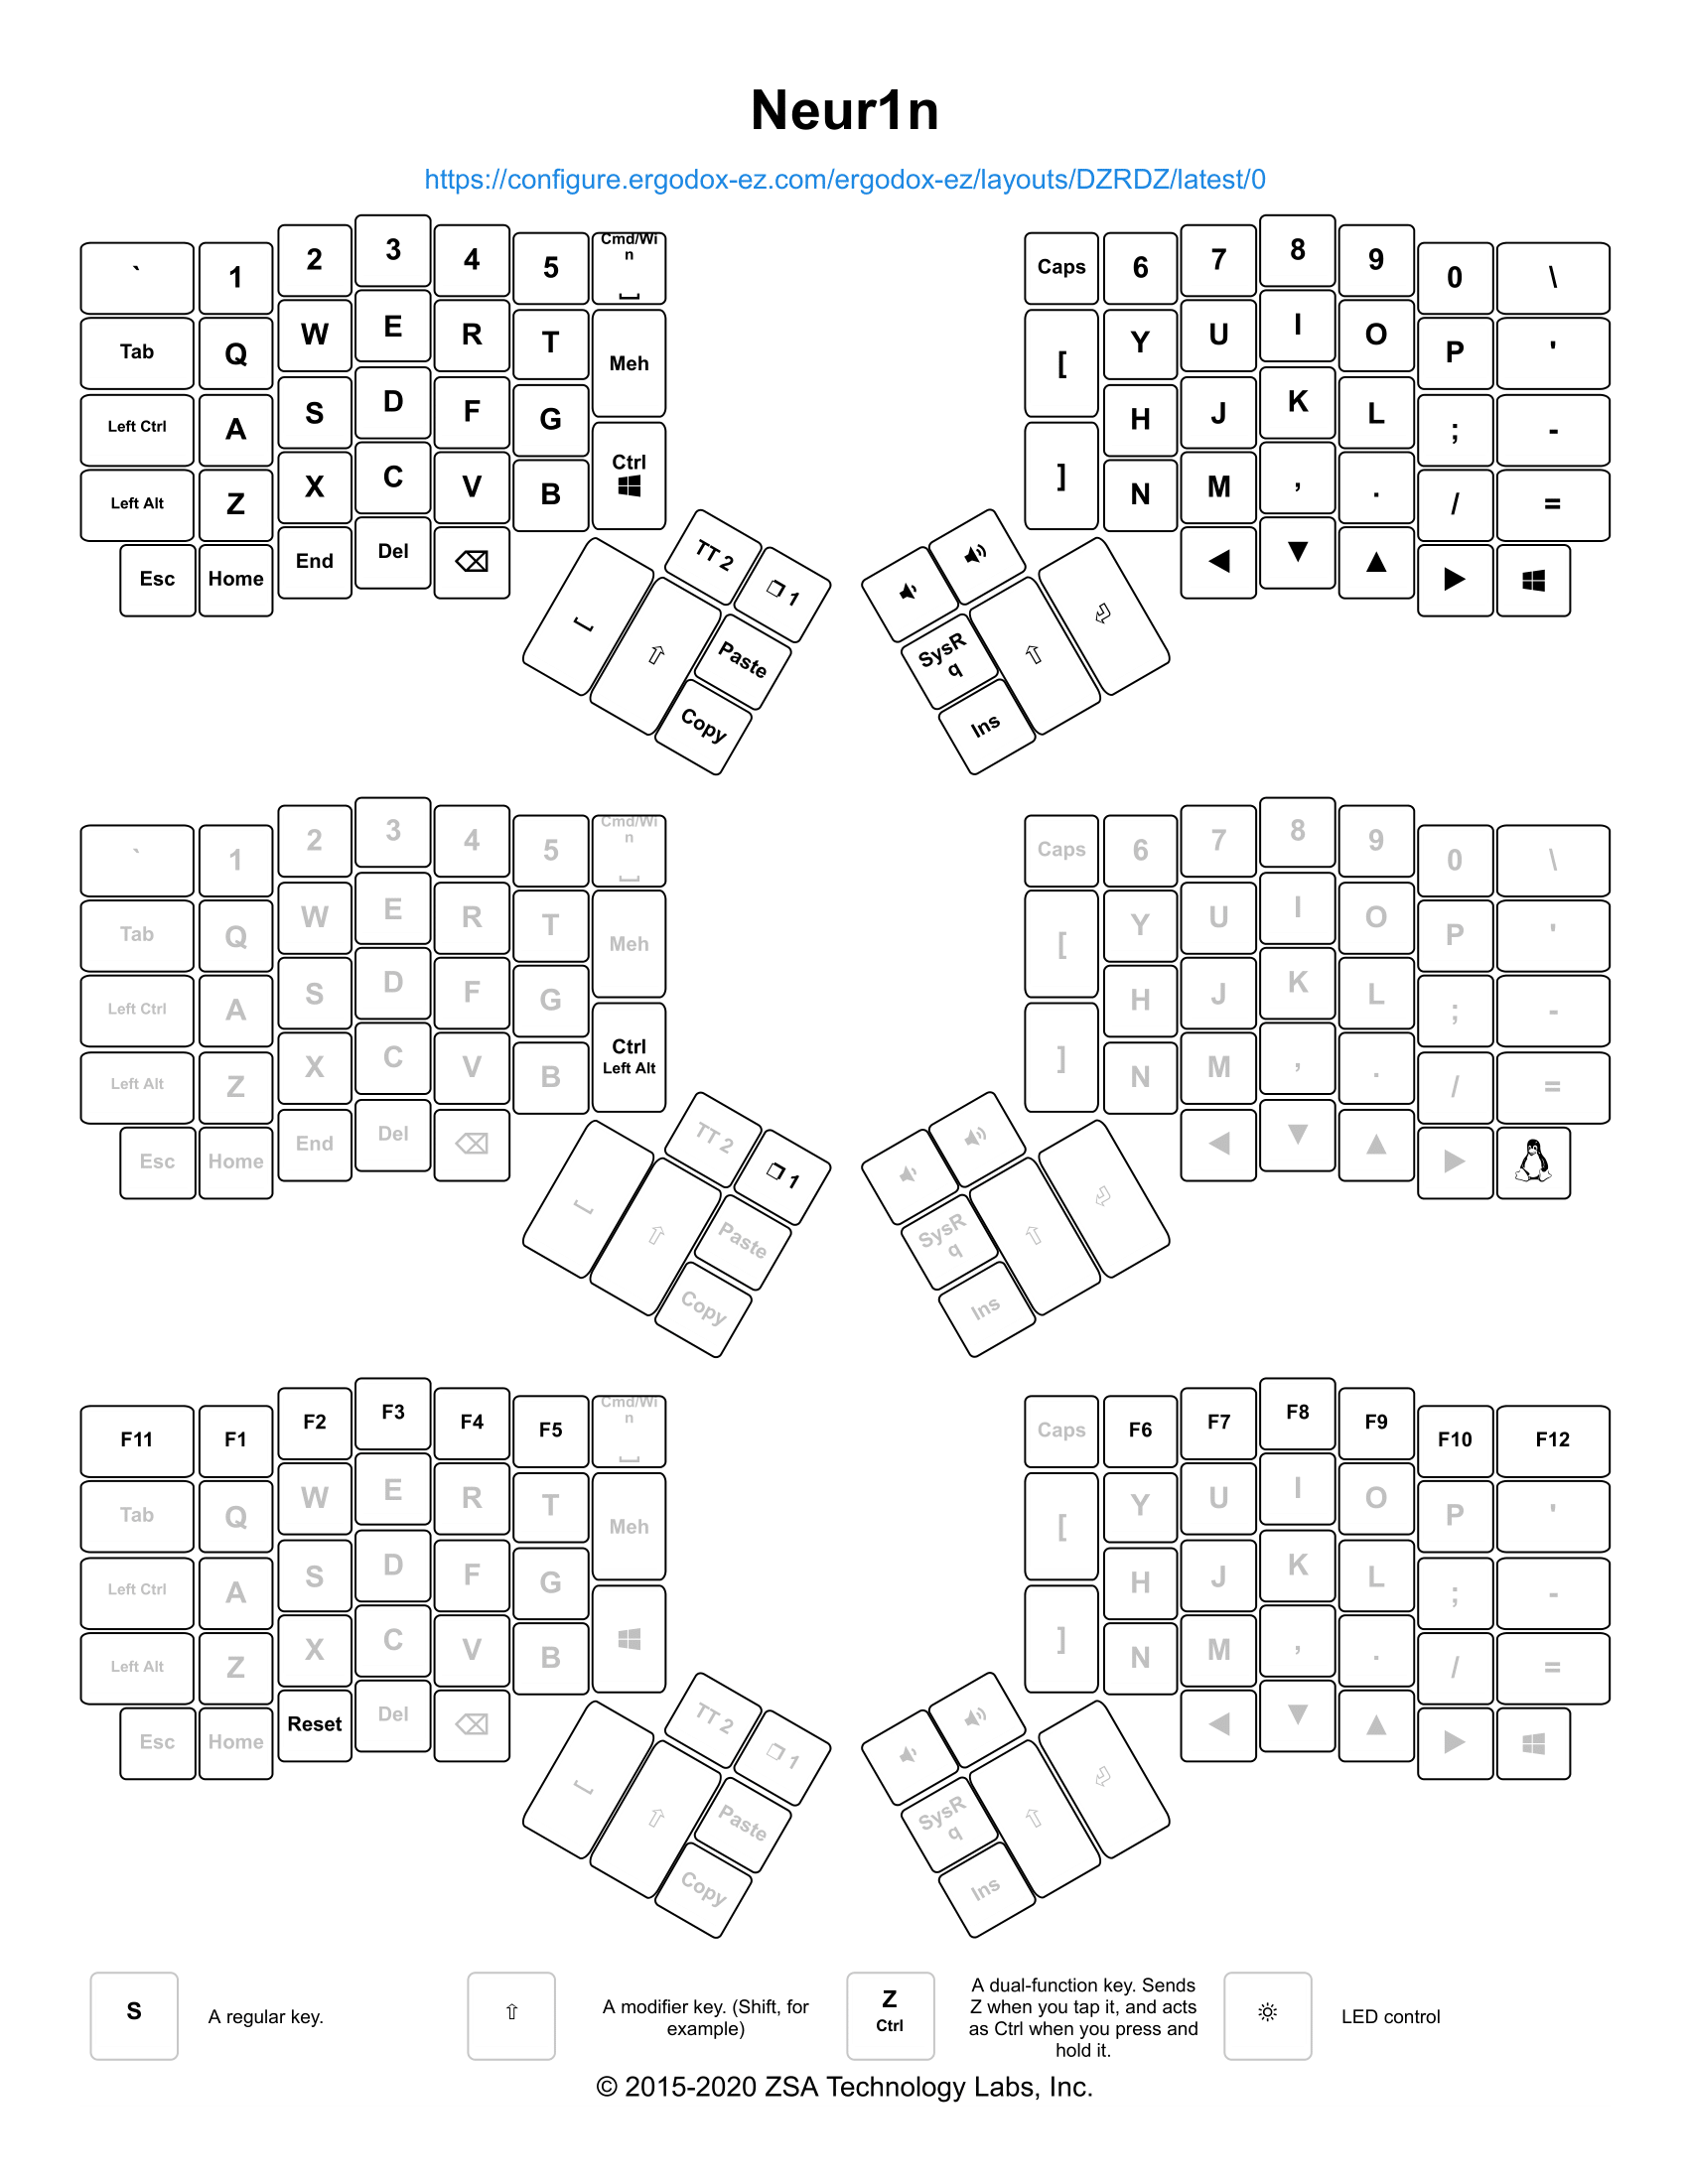 Neur1n
https://configure.ergodox-ez.com/ergodox-ez/layouts/DZRDZ/latest/0
` 1 2 3 4 5 Cmd/Wi
n
Caps 6 7 8 9 0 \
Tab Q W E R T Meh
[ Y U I O P '
Left Ctrl A S D F G
H J K L ; -
Left Alt Z X C V B Ctrl
] N M , . / =
Esc Home End Del ⌫
◀ ▼ ▲ ▶
TT 2 ❐ 1
⇧ Paste
Copy
SysR
q ⇧
Ins
` 1 2 3 4 5 Cmd/Wi
n
Caps 6 7 8 9 0 \
Tab Q W E R T Meh
[ Y U I O P '
Left Ctrl A S D F G
H J K L ; -
Left Alt Z X C V B Ctrl
Left Alt
] N M , . / =
Esc Home End Del ⌫
◀ ▼ ▲ ▶
TT 2 ❐ 1
⇧ Paste
Copy
SysR
q ⇧
Ins
F11 F1 F2 F3 F4 F5 Cmd/Wi
n
Caps F6 F7 F8 F9 F10 F12
Tab Q W E R T Meh
[ Y U I O P '
Left Ctrl A S D F G
H J K L ; -
Left Alt Z X C V B
] N M , . / =
Esc Home Reset Del ⌫
◀ ▼ ▲ ▶
TT 2 ❐ 1
⇧ Paste
Copy
SysR
q ⇧
Ins
S
A regular key.
⇧
A modifier key. (Shift, for
example)
Z
Ctrl
A dual-function key. Sends
Z when you tap it, and acts
as Ctrl when you press and
hold it.
LED control
© 2015-2020 ZSA Technology Labs, Inc.